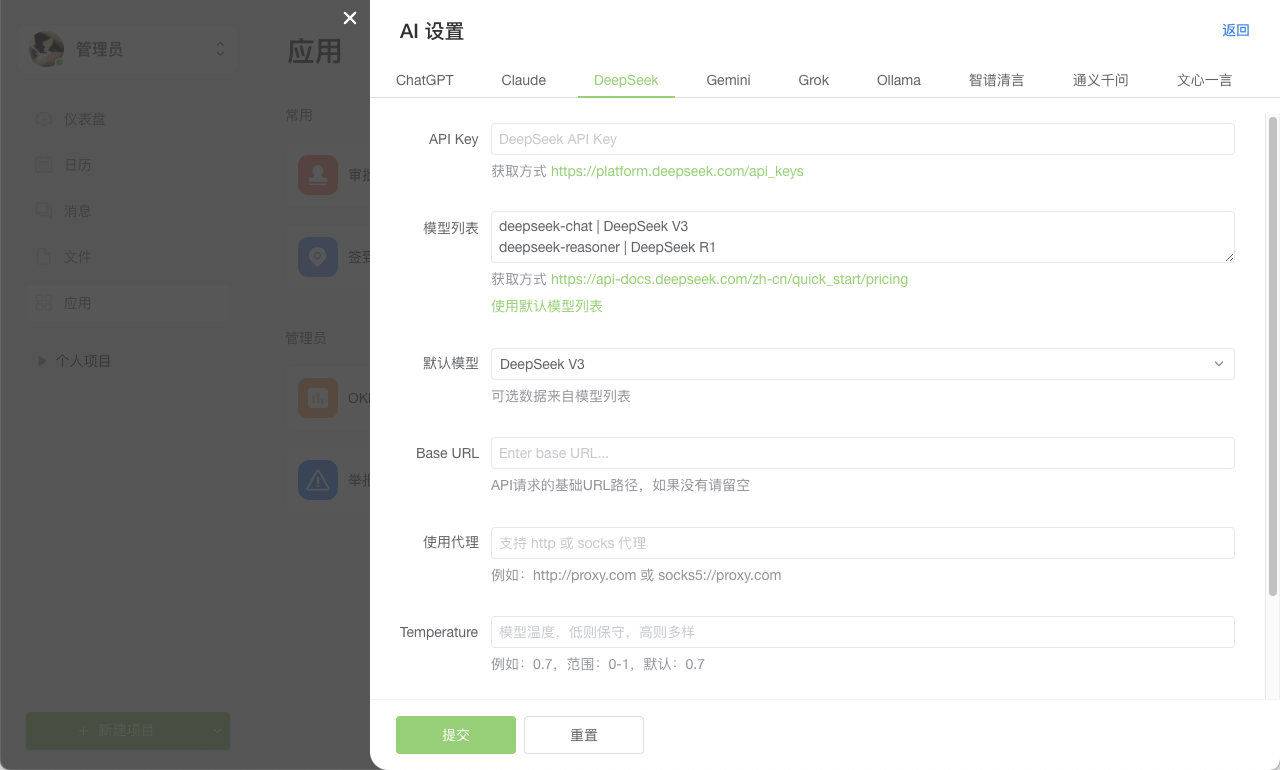 管理员
仪表盘
日历
消息
文件
应用
个人项目
+ 新建项目
应用
常用
审批
签到
管理员
OK
举报
AI 设置
返回
ChatGPT
Claude
DeepSeek
Gemini
Grok
Ollama
智谱清言
通义千问
文心一言
API Key
DeepSeek API Key
获取方式 https://platform.deepseek.com/api_keys
模型列表
deepseek-chat | DeepSeek V3
deepseek-reasoner | DeepSeek R1
获取方式 https://api-docs.deepseek.com/zh-cn/quick_start/pricing
使用默认模型列表
默认模型
DeepSeek V3
可选数据来自模型列表
Base URL
Enter base URL...
API请求的基础URL路径，如果没有请留空
使用代理
支持 http 或 socks 代理
例如：http://proxy.com 或 socks5://proxy.com
Temperature
模型温度，低则保守，高则多样
例如：0.7，范围：0-1，默认：0.7
提交
重置